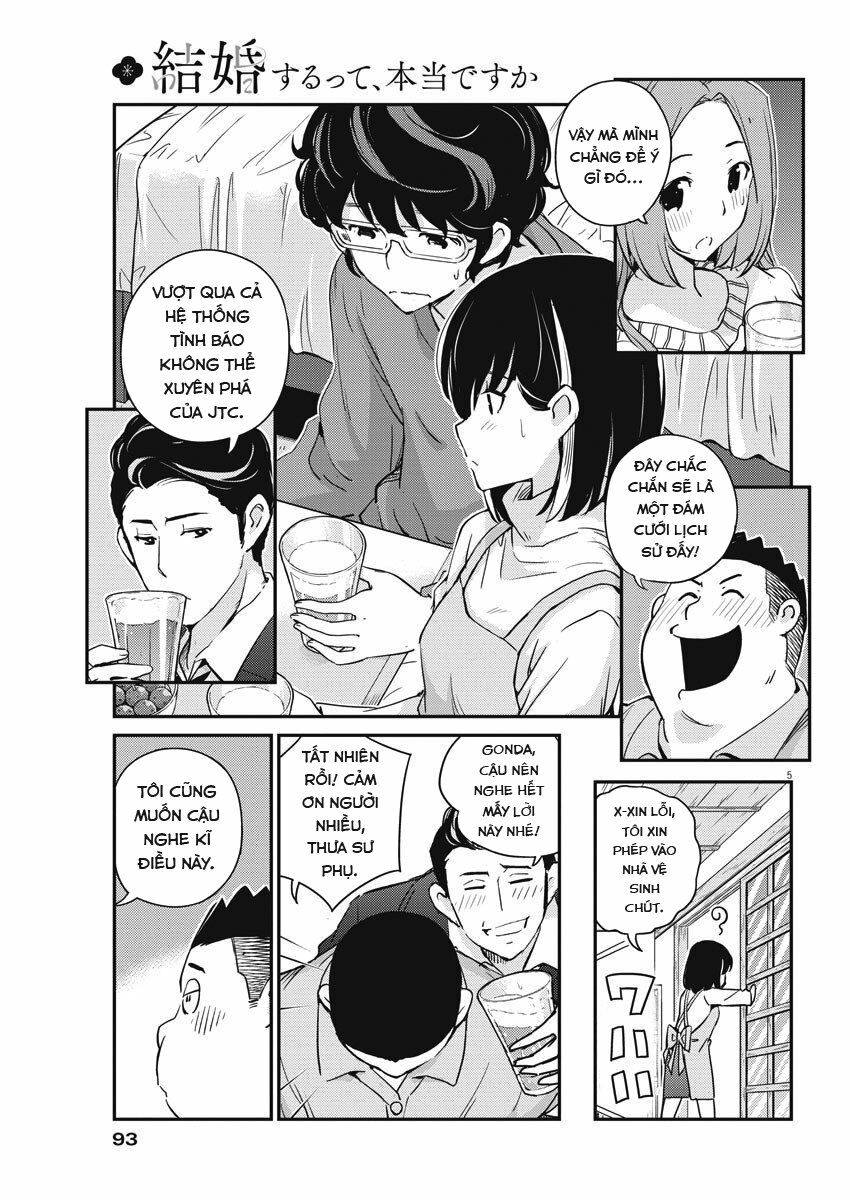 結婚するって、本当ですか
VẬY MÀ MÌNH
CHẲNG ĐỂ Ý
GÌ ĐÓ...
VƯỢT QUA CẢ
HỆ THỐNG
TÌNH BÁO
KHÔNG THỂ
XUYÊN PHÁ
CỦA JTC.
ĐÂY CHẮC
CHẮN SẼ LÀ
MỘT ĐÁM
CƯỚI LỊCH
SỬ ĐẤY!
5
X-XIN LỖI,
TÔI XIN
PHÉP VÀO
NHÀ VỆ
SINH
CHÚT.
?
ワハハハ
GONDA,
CẬU NÊN
NGHE HẾT
MẤY LỜI
NÀY NHÉ!
TẤT NHIÊN
RỒI! CẢM
ƠN NGƯỜI
NHIỀU,
THƯA SƯ
PHỤ.
TÔI CŨNG
MUỐN CẬU
NGHE KĨ
ĐIỀU NÀY.
93